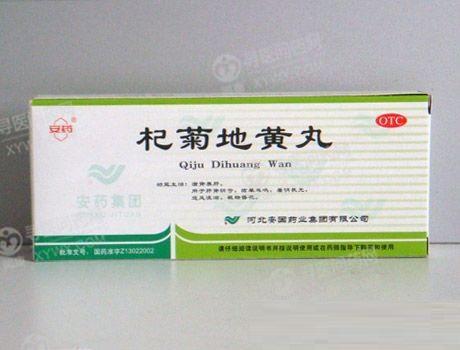 安药
OTC
杞菊地黄丸
Qiju Dihuang Wan
功能主治：滋肾养肝。
用于肝肾阴亏，眩晕耳鸣，羞明畏光，
迎风流泪，视物昏花。
安药集团
河北安国药业集团有限公司
批准文号：国药准字Z13022002
请仔细阅读说明书并按说明使用或在药师指导下购买和使用